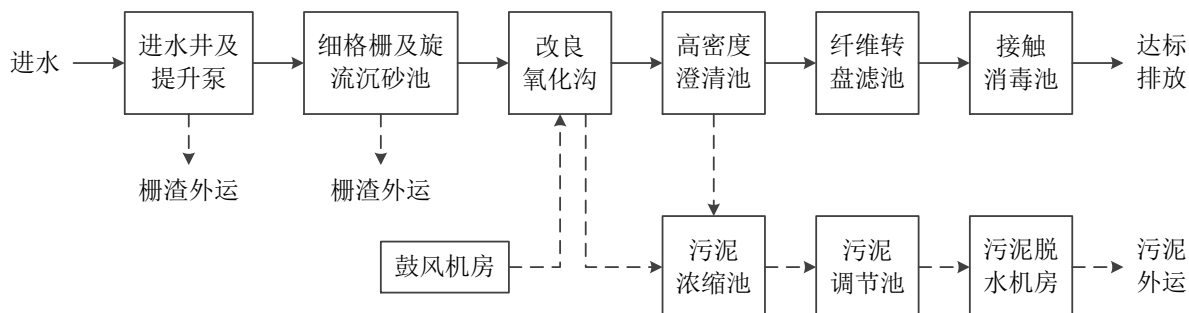 进水
进水井及
提升泵
细格栅及旋
流沉砂池
改良
氧化沟
高密度
澄清池
纤维转
盘滤池
接触
消毒池
达标
排放
栅渣外运
栅渣外运
鼓风机房
污泥
浓缩池
污泥
调节池
污泥脱
水机房
污泥
外运